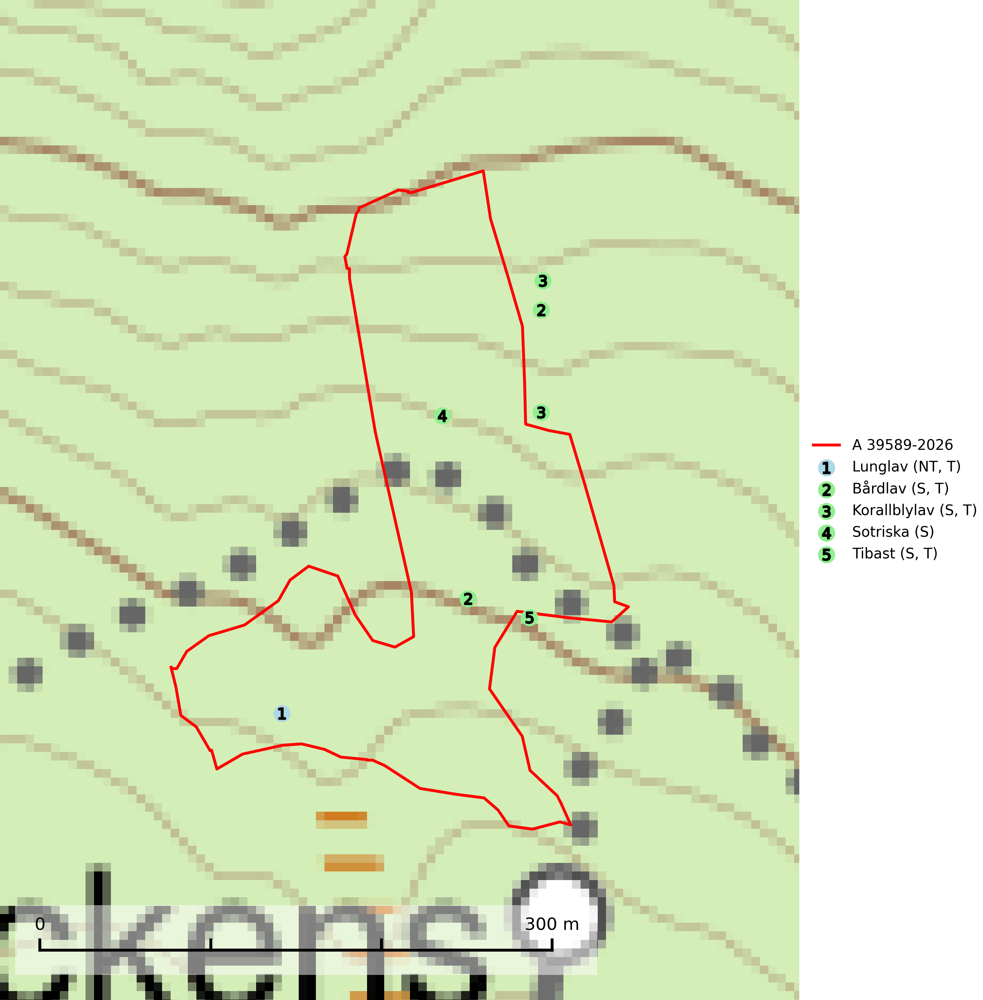 3
2
3
4
2
5
1
A 39589-2026
1 Lunglav (NT, T)
2 Bårdlav (S, T)
3 Korallblylav (S, T)
4 Sotriska (S)
5 Tibast (S, T)
ckens
0 300 m